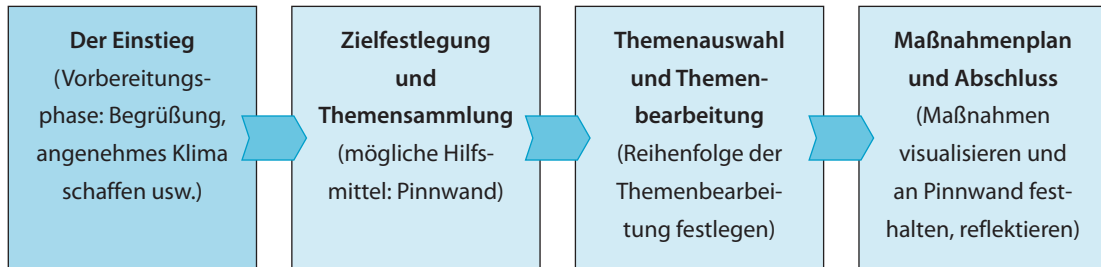 Der Einstieg
(Vorbereitungs-
phase: Begrüßung,
angenehmes Klima
schaffen usw.)
Zielfestlegung
und
Themensammlung
(mögliche Hilfs-
mittel: Pinnwand)
Themenauswahl
und Themen-
bearbeitung
(Reihenfolge der
Themenbearbei-
tung festlegen)
Maßnahmenplan
und Abschluss
(Maßnahmen
visualisieren und
an Pinnwand fest-
halten, reflektieren)